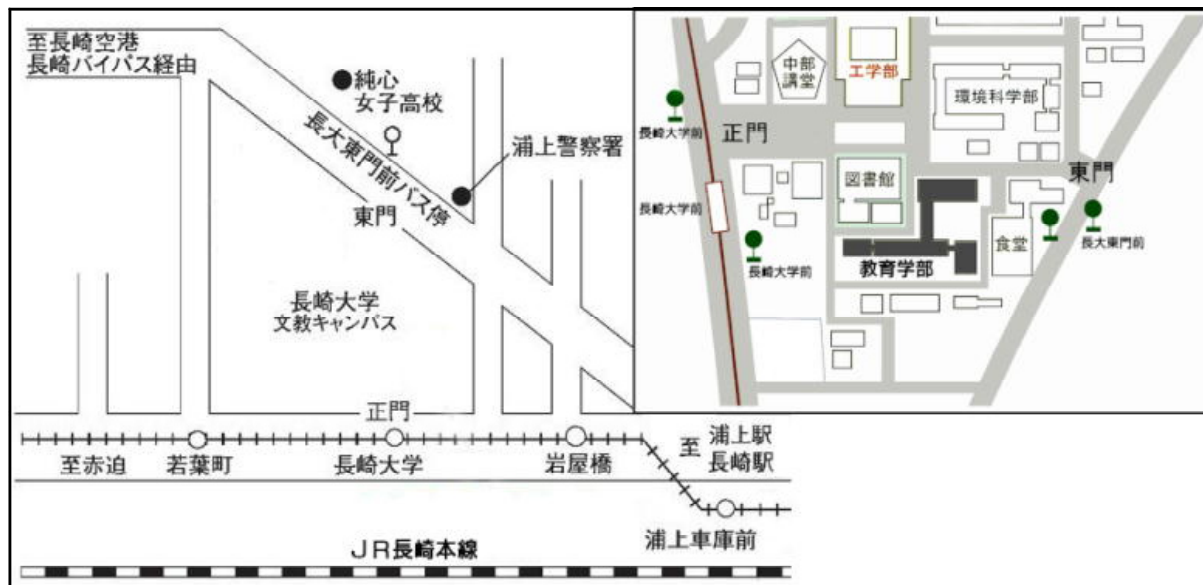 至長崎空港
長崎バイパス経由
純心
女子高校
長大東門前バス停
浦上警察署
東門
長崎大学
文教キャンパス
正門
至赤迫
若葉町
長崎大学
岩屋橋
至
浦上駅
長崎駅
浦上車庫前
JR長崎本線
中部
講堂
工学部
環境科学部
長崎大学前
正門
東門
図書館
長崎大学前
長崎大学前
教育学部
食堂
長大東門前